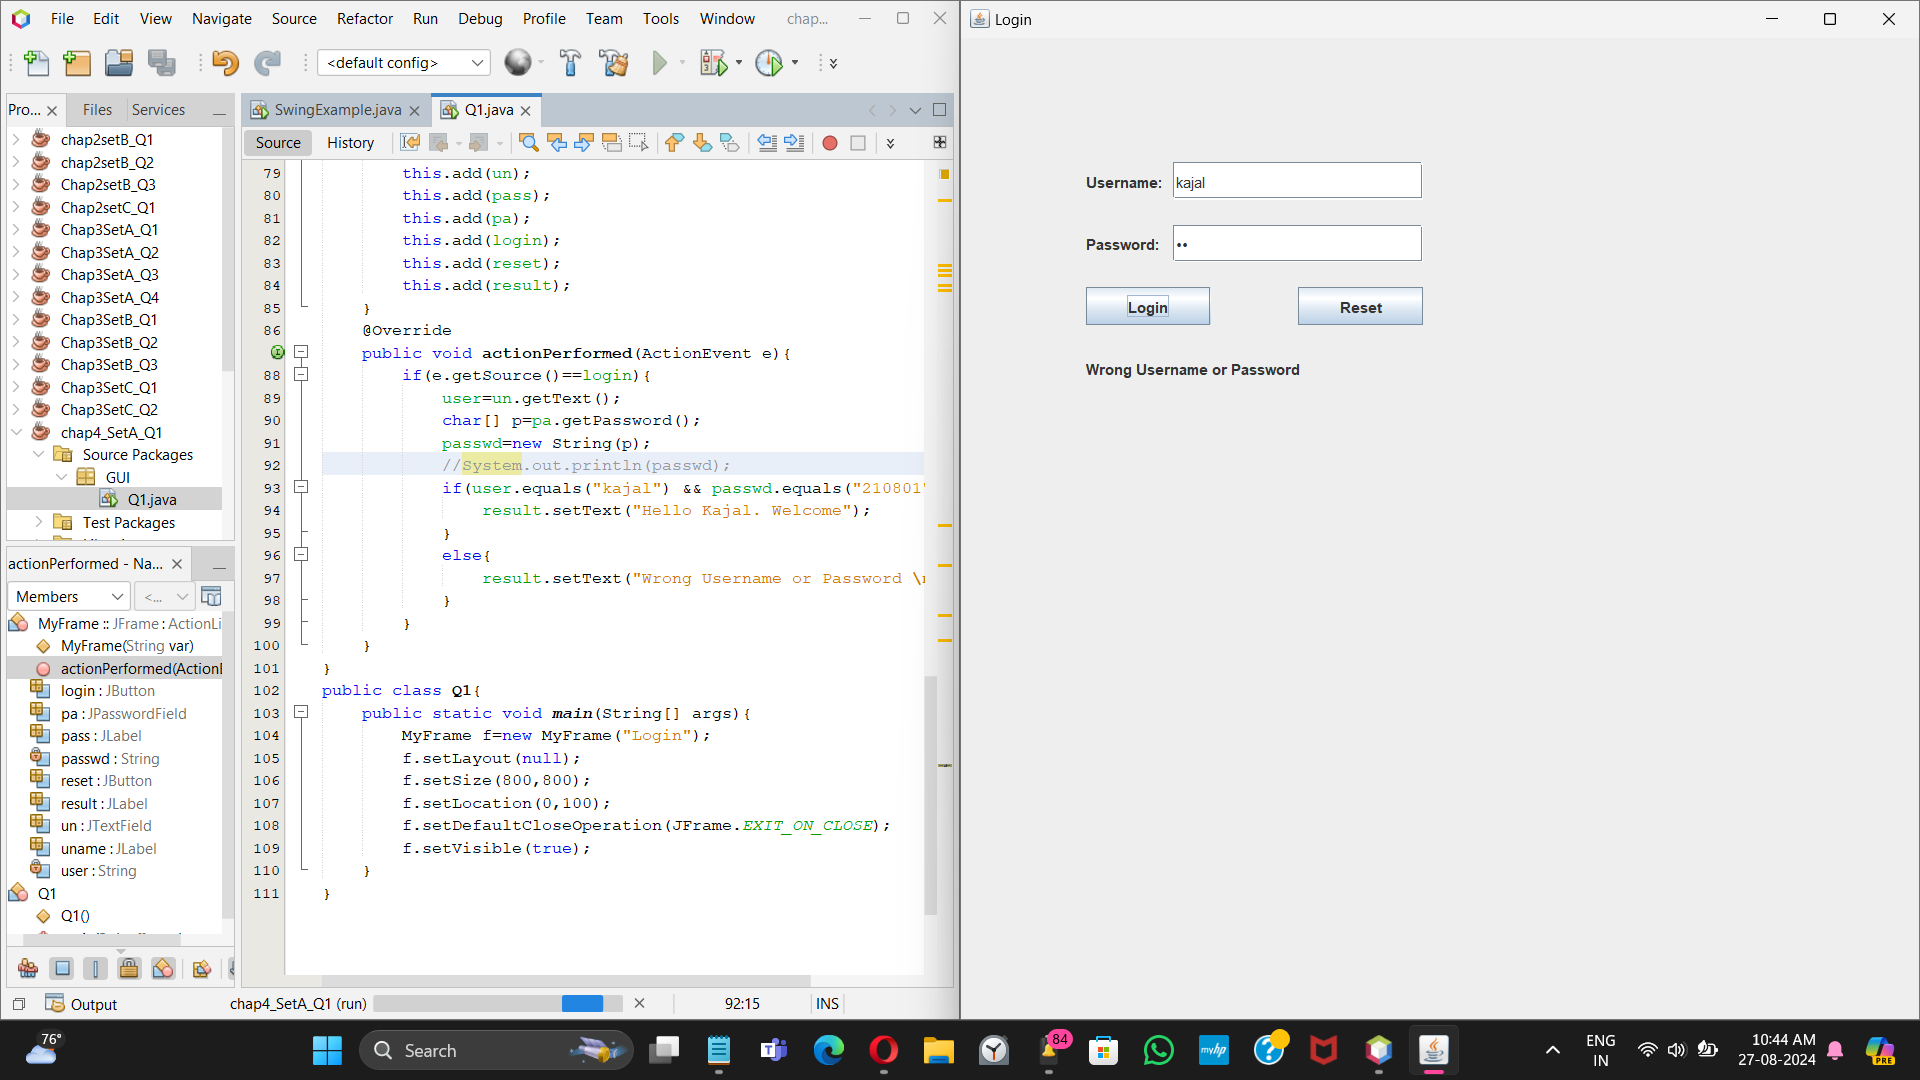 File Edit View Navigate Source Refactor Run Debug Profile Team Tools Window chap...
<default config>
Pro... Files Services
chap2setB_Q1
chap2setB_Q2
Chap2setB_Q3
Chap2setC_Q1
Chap3SetA_Q1
Chap3SetA_Q2
Chap3SetA_Q3
Chap3SetA_Q4
Chap3SetB_Q1
Chap3SetB_Q2
Chap3SetB_Q3
Chap3SetC_Q1
Chap3SetC_Q2
chap4_SetA_Q1
Source Packages
GUI
Q1.java
Test Packages
actionPerformed - Na...
Members <...
MyFrame :: JFrame : ActionLi
MyFrame(String var)
actionPerformed(Action
login : JButton
pa : JPasswordField
pass : JLabel
passwd : String
reset : JButton
result : JLabel
un : JTextField
uname : JLabel
user : String
Q1
Q1()
SwingExample.java Q1.java
Source History
79 this.add(un);
80 this.add(pass);
81 this.add(pa);
82 this.add(login);
83 this.add(reset);
84 this.add(result);
85 }
86 @Override
public void actionPerformed(ActionEvent e){
88 if(e.getSource()==login){
89 user=un.getText();
90 char[] p=pa.getPassword();
91 passwd=new String(p);
92 //System.out.println(passwd);
93 if(user.equals("kajal") && passwd.equals("210801"
94 result.setText("Hello Kajal. Welcome");
95 }
96 else{
97 result.setText("Wrong Username or Password \
98 }
99 }
100 }
101 }
102 public class Q1{
103 public static void main(String[] args){
104 MyFrame f=new MyFrame("Login");
105 f.setLayout(null);
106 f.setSize(800,800);
107 f.setLocation(0,100);
108 f.setDefaultCloseOperation(JFrame.EXIT_ON_CLOSE);
109 f.setVisible(true);
110 }
111 }
Output chap4_SetA_Q1 (run) 92:15 INS
Login
Username: kajal
Password: ••
Login Reset
Wrong Username or Password
76° Search 84 myhp ENG IN 10:44 AM 27-08-2024 PRE